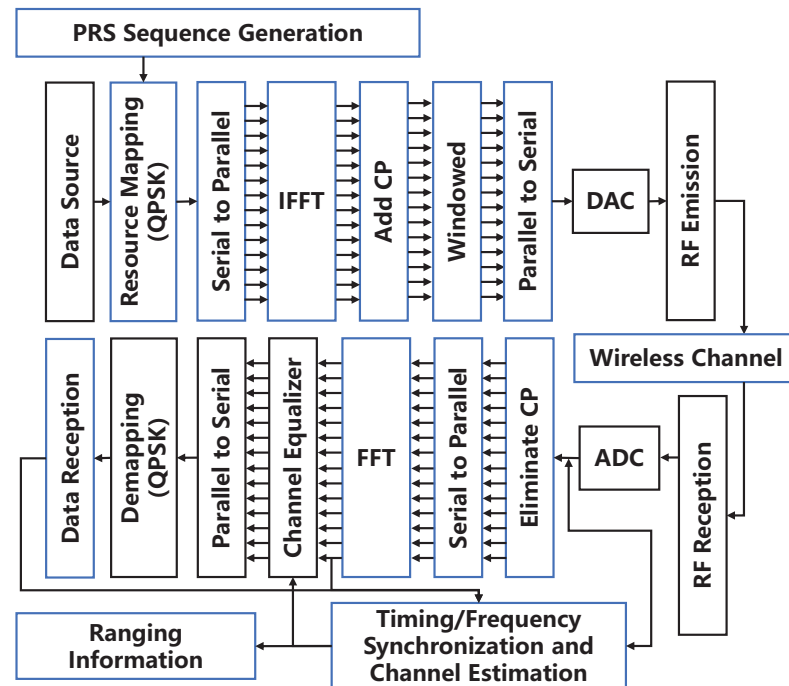 PRS Sequence Generation
Data Source
Resource Mapping
(QPSK)
Serial to Parallel
IFFT
Add CP
Windowed
Parallel to Serial
DAC
RF Emission
Wireless Channel
Data Reception
Demapping
(QPSK)
Parallel to Serial
Channel Equalizer
FFT
Serial to Parallel
Eliminate CP
ADC
RF Reception
Ranging
Information
Timing/Frequency
Synchronization and
Channel Estimation